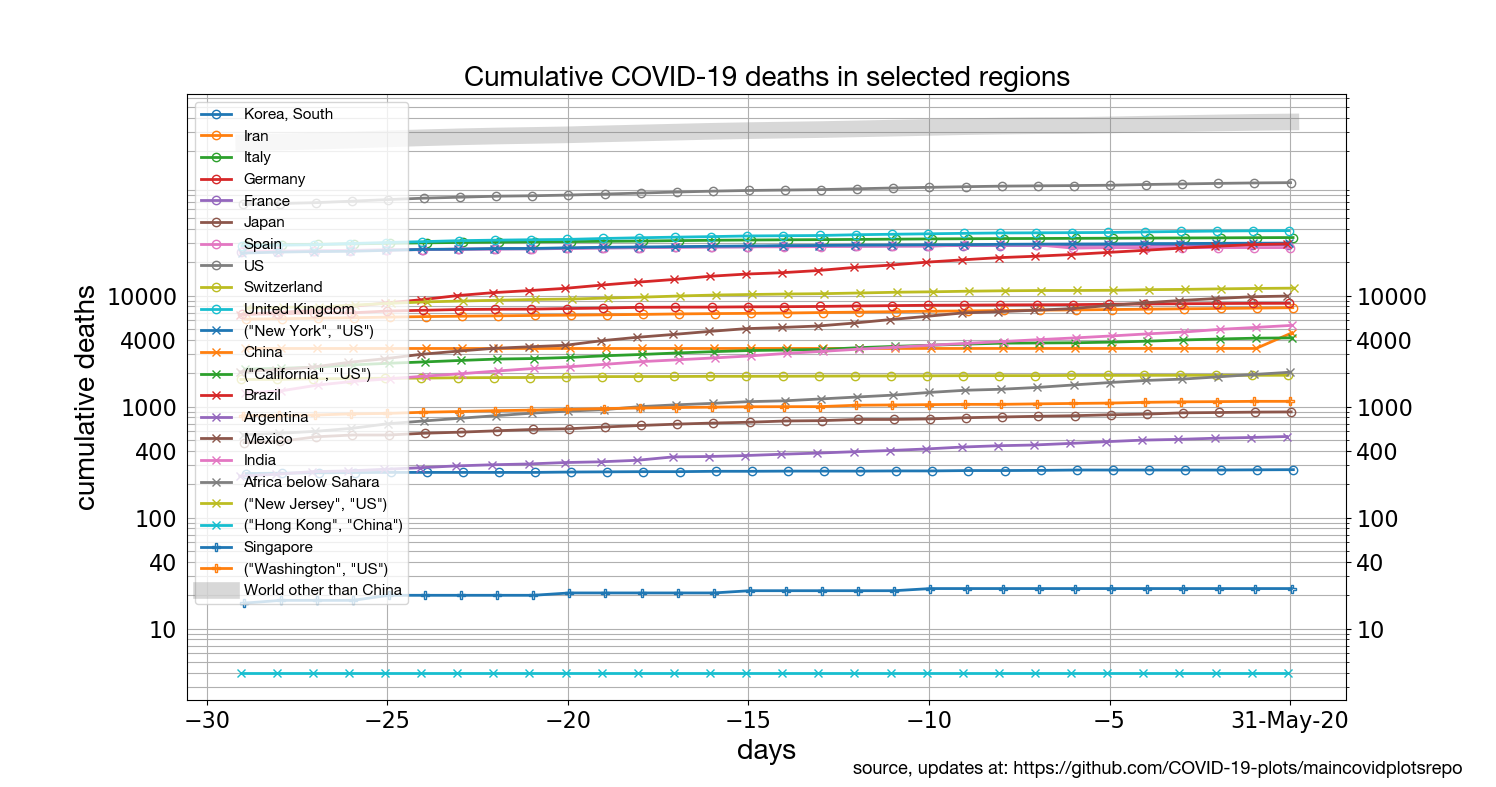 Cumulative COVID-19 deaths in selected regions
Korea, South
Iran
Italy
Germany
France
Japan
Spain
US
Switzerland
United Kingdom
("New York", "US")
China
("California", "US")
Brazil
Argentina
Mexico
India
Africa below Sahara
("New Jersey", "US")
("Hong Kong", "China")
Singapore
("Washington", "US")
World other than China
cumulative deaths
10000
4000
1000
400
100
40
10
10000
4000
1000
400
100
40
10
−30 −25 −20 −15 −10 −5 31-May-20
days
source, updates at: https://github.com/COVID-19-plots/maincovidplotsrepo